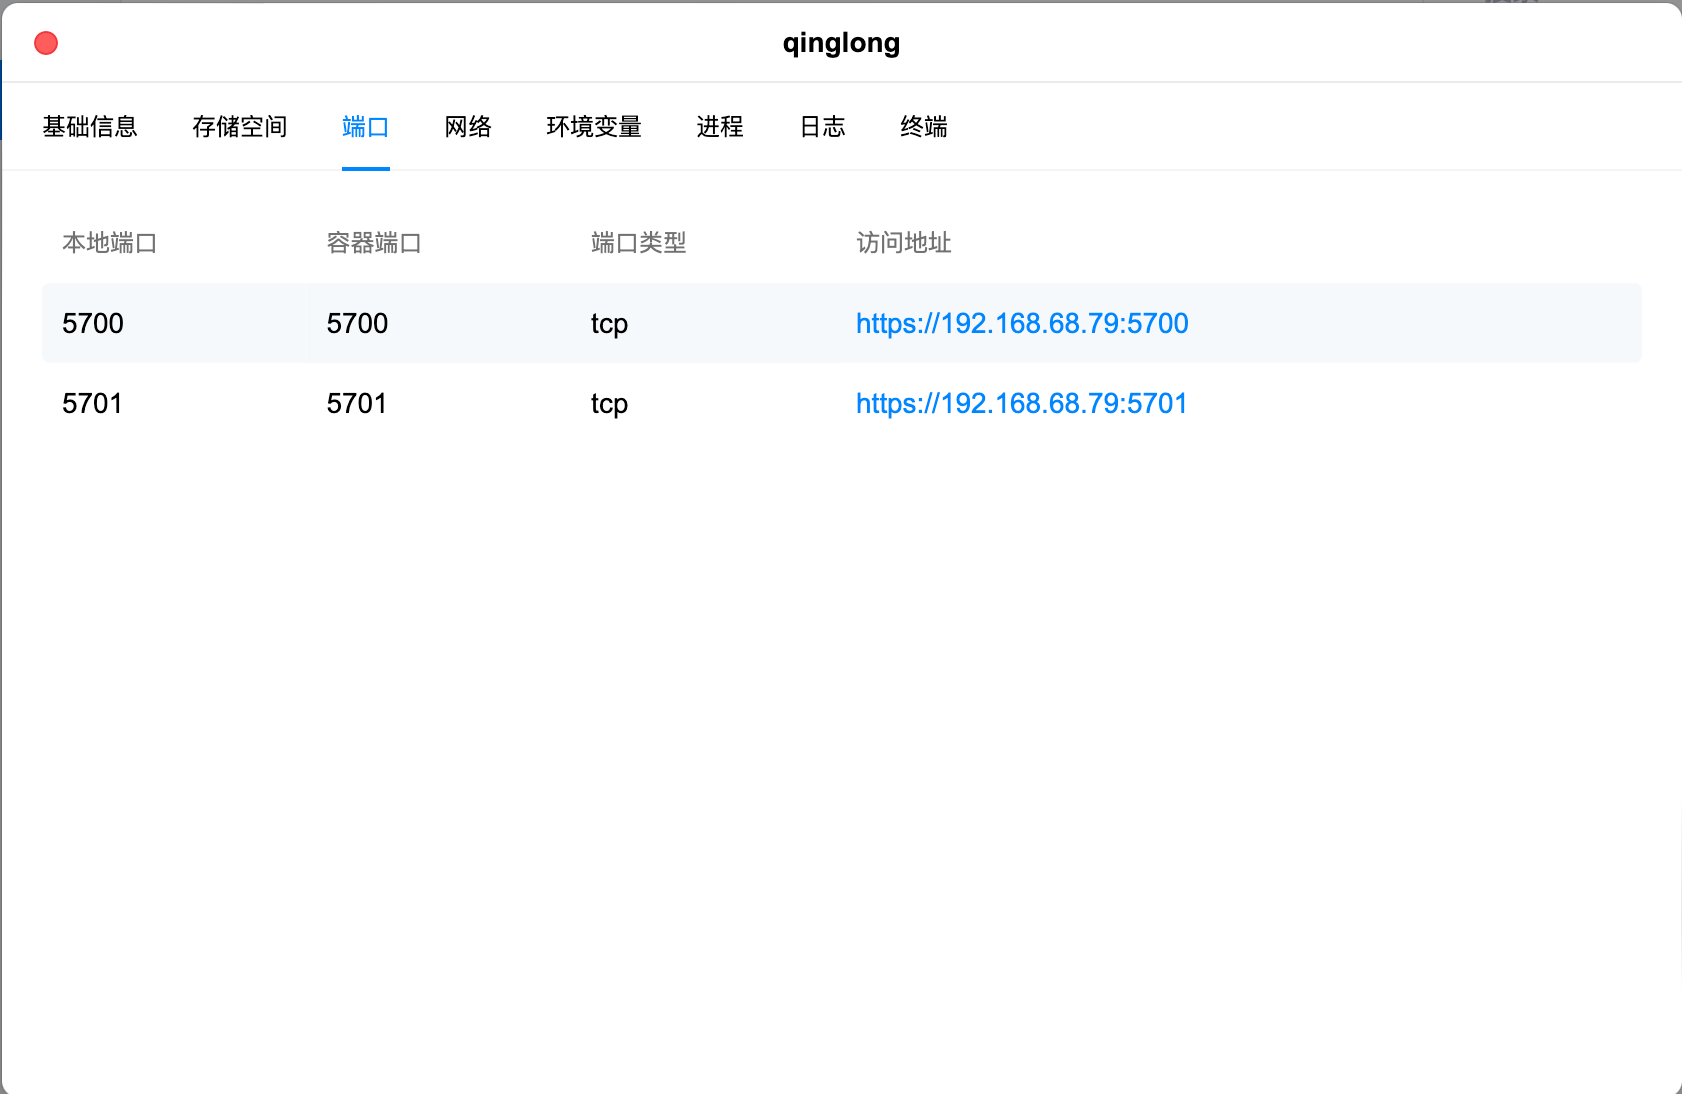 qinglong
基础信息 存储空间 端口 网络 环境变量 进程 日志 终端
本地端口 容器端口 端口类型 访问地址
5700 5700 tcp https://192.168.68.79:5700
5701 5701 tcp https://192.168.68.79:5701